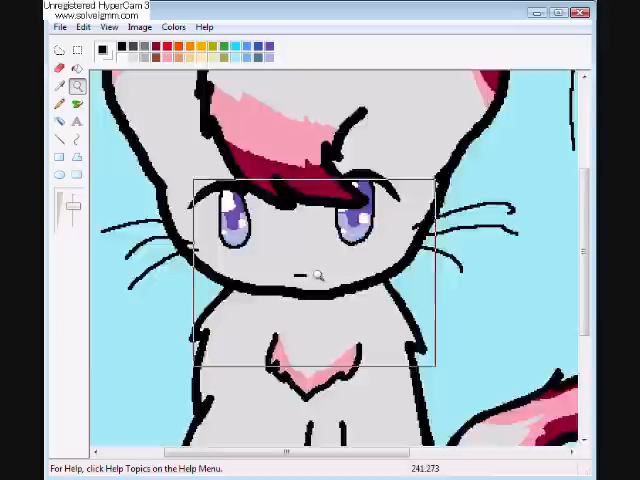 Unregistered HyperCam 3
www.solveigmm.com
File Edit View Image Colors Help
For Help, click Help Topics on the Help Menu.
241.273